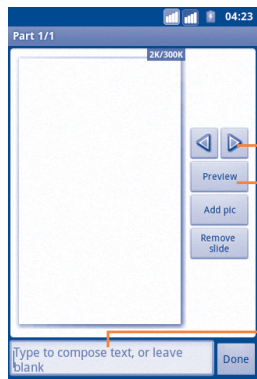 04:23
Part 1/1
2K/300K
Preview
Add pic
Remove
slide
Type to compose text, or leave
blank
Done